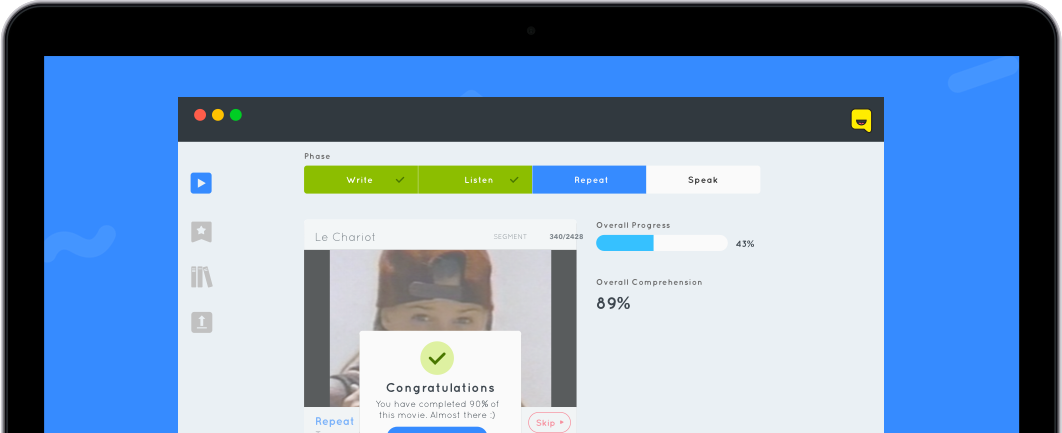 Phase
Write Listen Repeat Speak
Le Chariot SEGMENT 340/2428
Overall Progress
43%
Overall Comprehension
89%
Congratulations
You have completed 90% of
this movie. Almost there :)
Repeat
Skip